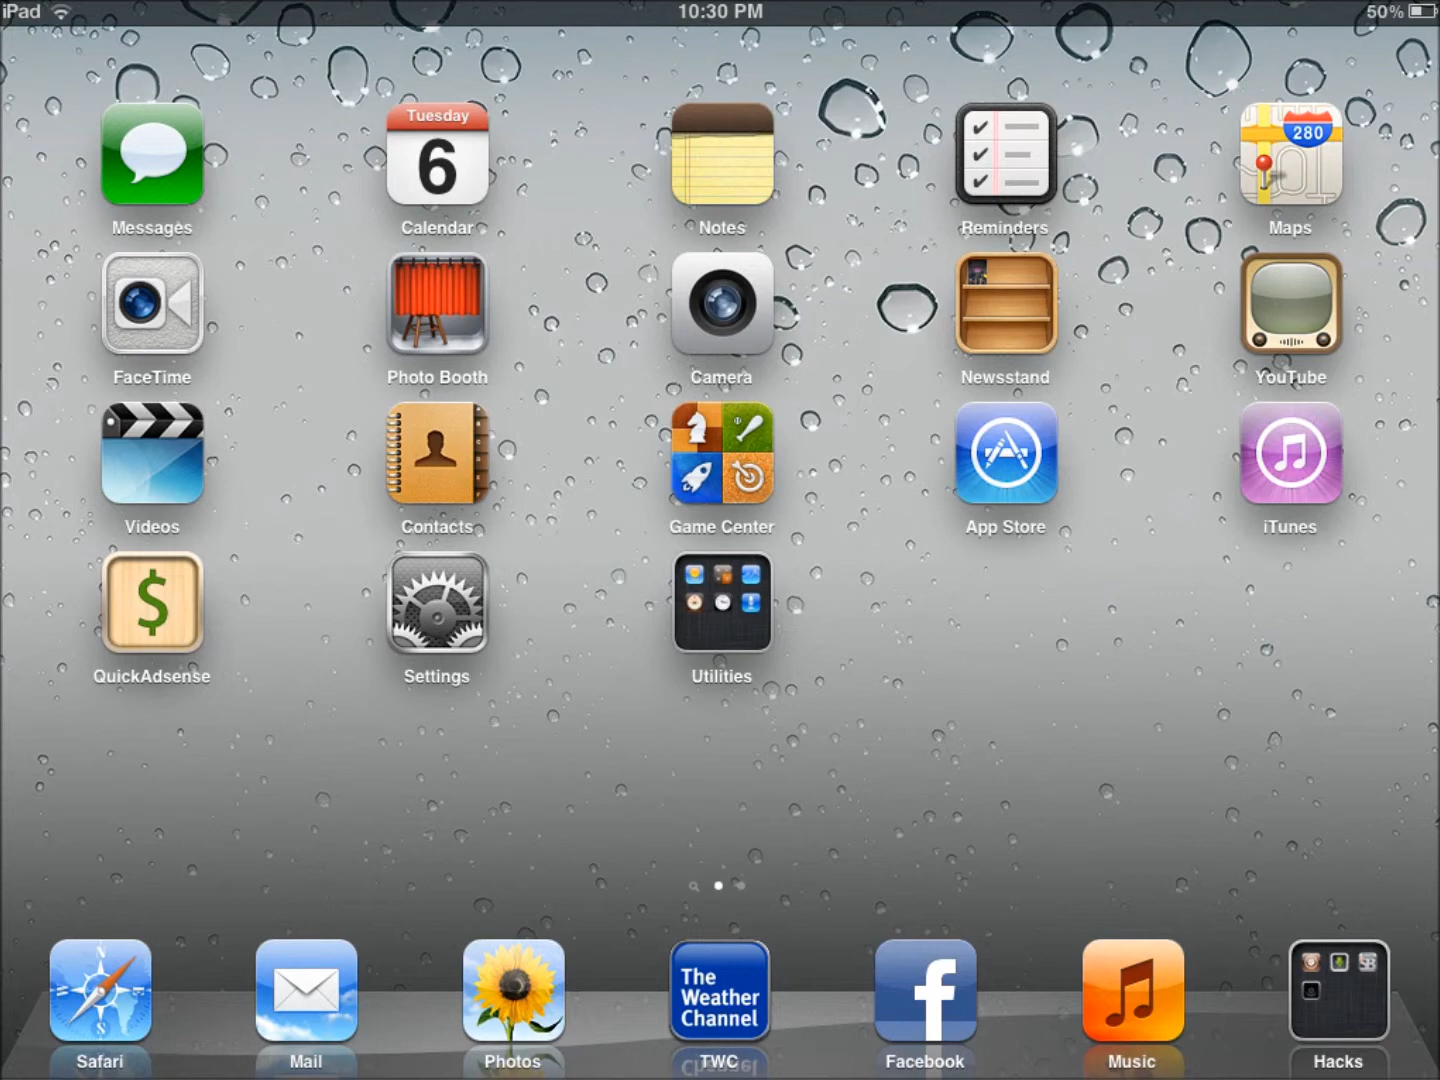 iPad 10:30 PM 50%
Tuesday
6
280
Messages Calendar Notes Reminders Maps
FaceTime Photo Booth Camera Newsstand YouTube
Videos Contacts Game Center App Store iTunes
$
QuickAdsense Settings Utilities
N
S
The
Weather
Channel
f
Safari Mail Photos TWC Facebook Music Hacks